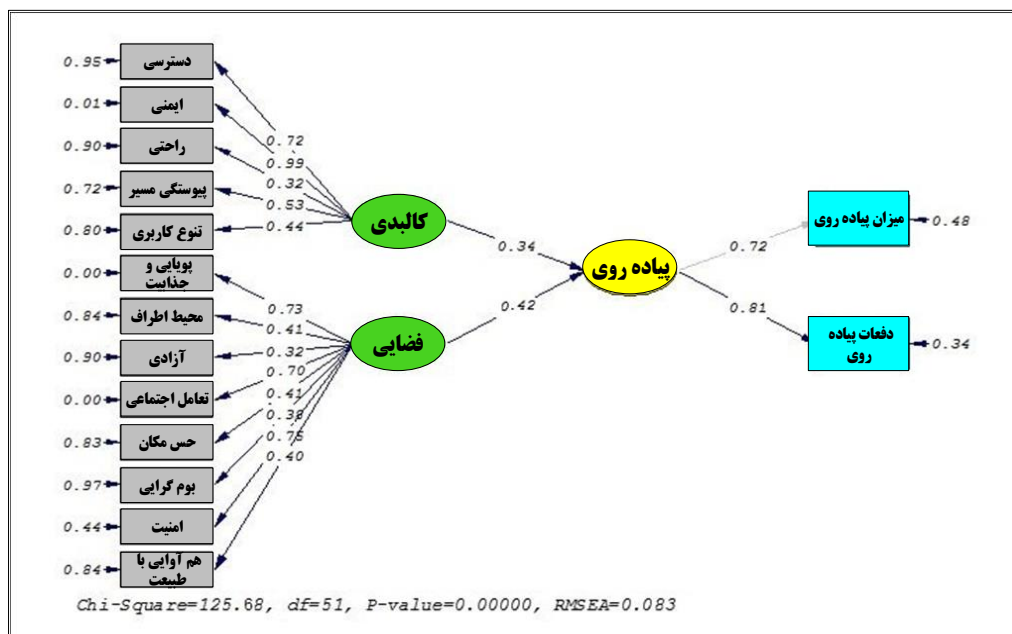 0.95
دسترسی
0.01
ایمنی
0.90
راحتی
0.72
پیوستگی مسیر
0.80
تنوع کاربری
0.00
پویایی و
جذابیت
0.84
محیط اطراف
0.90
آزادی
0.00
تعامل اجتماعی
0.83
حس مکان
0.97
بوم گرایی
0.44
امنیت
0.84
هم آوایی با
طبیعت
0.72
0.99
0.32
0.53
0.44
0.73
0.41
0.32
0.70
0.41
0.38
0.75
0.40
کالبدی
فضایی
0.34
0.42
پیاده روی
0.72
0.81
میزان پیاده روی
0.48
دفعات پیاده
روی
0.34
Chi-Square=125.68, df=51, P-value=0.00000, RMSEA=0.083